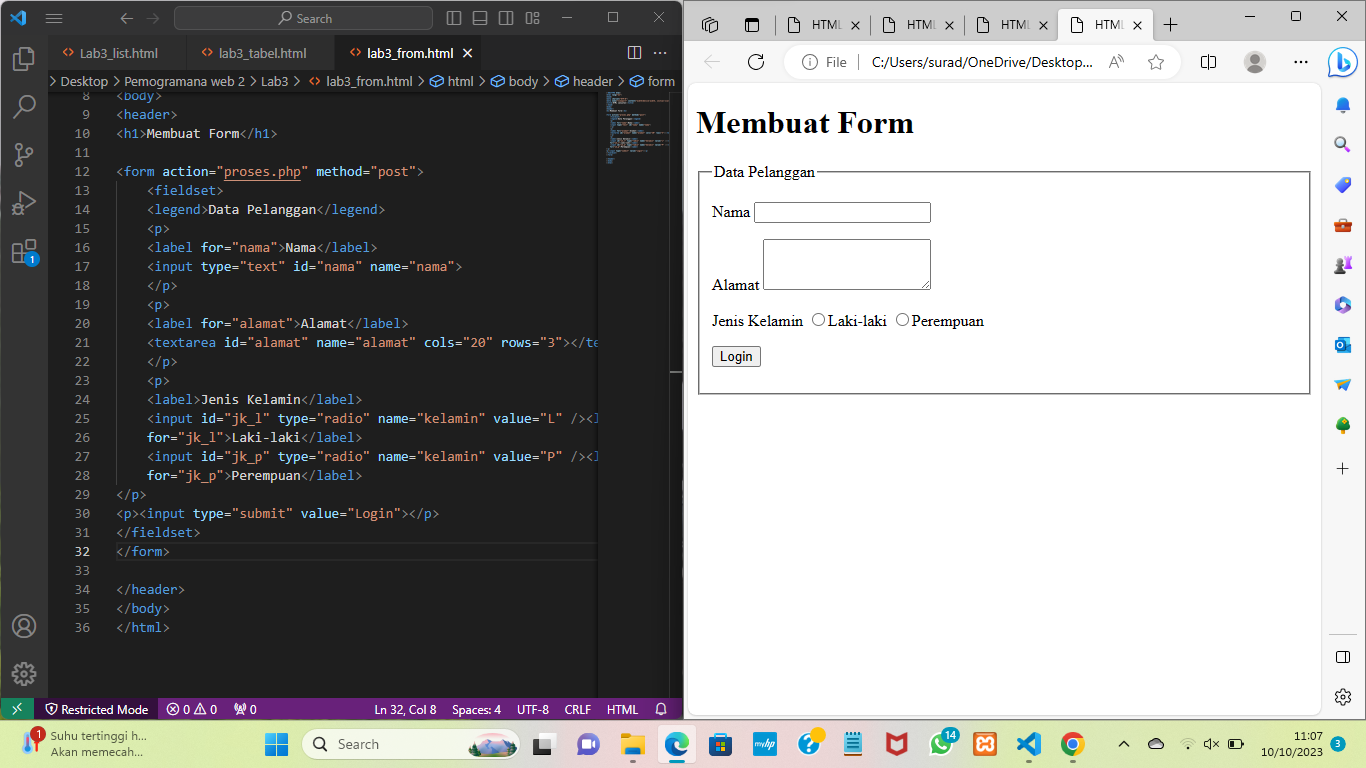 Search
Lab3_list.html
lab3_tabel.html
lab3_from.html
> Desktop > Pemogramana web 2 > Lab3 > lab3_from.html > html > body > header > form
8 <body>
9 <header>
10 <h1>Membuat Form</h1>
11
12 <form action="proses.php" method="post">
13 <fieldset>
14 <legend>Data Pelanggan</legend>
15 <p>
16 <label for="nama">Nama</label>
17 <input type="text" id="nama" name="nama">
18 </p>
19 <p>
20 <label for="alamat">Alamat</label>
21 <textarea id="alamat" name="alamat" cols="20" rows="3"></te
22 </p>
23 <p>
24 <label>Jenis Kelamin</label>
25 <input id="jk_l" type="radio" name="kelamin" value="L" /><l
26 for="jk_l">Laki-laki</label>
27 <input id="jk_p" type="radio" name="kelamin" value="P" /><l
28 for="jk_p">Perempuan</label>
29 </p>
30 <p><input type="submit" value="Login"></p>
31 </fieldset>
32 </form>
33
34 </header>
35 </body>
36 </html>
1
Restricted Mode
0 0
0
Ln 32, Col 8
Spaces: 4
UTF-8
CRLF
HTML
HTML
HTML
HTML
HTML
File
C:/Users/surad/OneDrive/Desktop...
Membuat Form
Data Pelanggan
Nama
Alamat
Jenis Kelamin Laki-laki Perempuan
Login
1
Suhu tertinggi h...
Akan memecah...
Search
myhp
14
11:07
10/10/2023
3